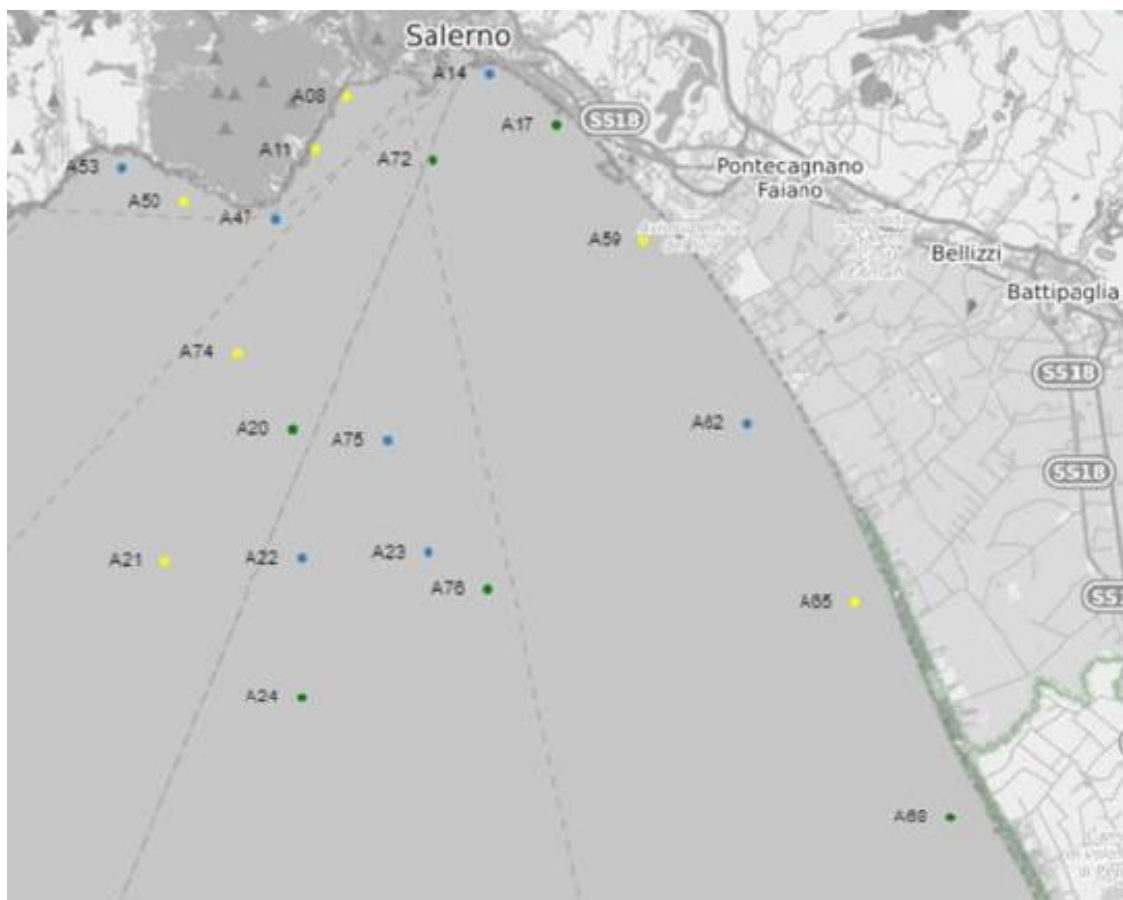 Salerno
A14
A08
A17
SS18
A11
A72
A53
Pontecagnano
Faiano
A50
A47
A59
Bellizzi
Battipaglia
A74
SS18
A20
A75
A62
SS18
A21
A22
A23
A76
A65
A24
A68